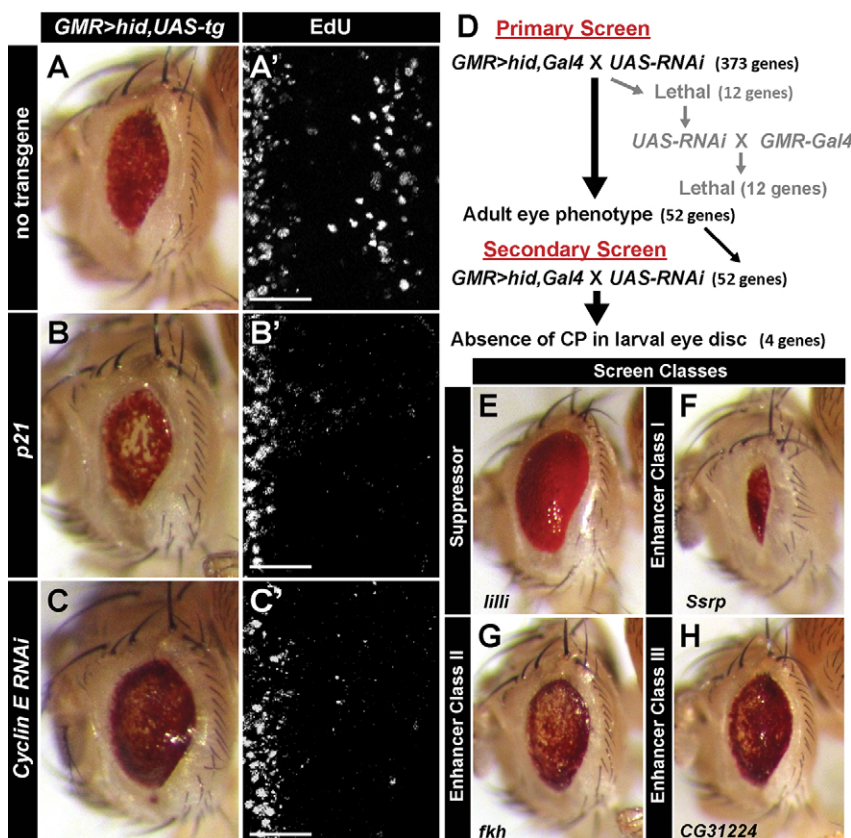 GMR>hid,UAS-tg
EdU
no transgene
A
A'
p21
B
B'
Cyclin E RNAi
C
C'
D
Primary Screen
GMR>hid,Gal4 X UAS-RNAi (373 genes)
Lethal (12 genes)
UAS-RNAi X GMR-Gal4
Lethal (12 genes)
Adult eye phenotype (52 genes)
Secondary Screen
GMR>hid,Gal4 X UAS-RNAi (52 genes)
Absence of CP in larval eye disc (4 genes)
Screen Classes
Suppressor
E
lilli
Enhancer Class I
F
Ssrp
Enhancer Class II
G
fkh
Enhancer Class III
H
CG31224